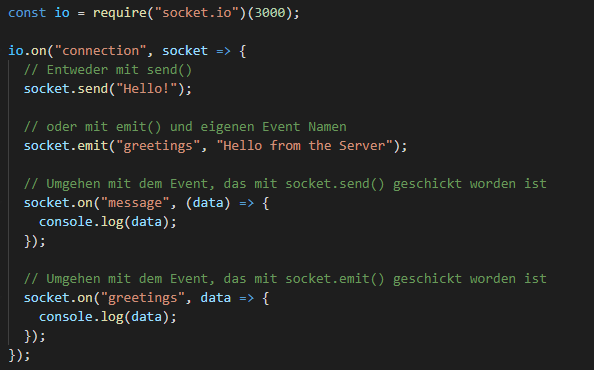 const io = require("socket.io")(3000);
io.on("connection", socket => {
// Entweder mit send()
socket.send("Hello!");
// oder mit emit() und eigenen Event Namen
socket.emit("greetings", "Hello from the Server");
// Umgehen mit dem Event, das mit socket.send() geschickt worden ist
socket.on("message", (data) => {
console.log(data);
});
// Umgehen mit dem Event, das mit socket.emit() geschickt worden ist
socket.on("greetings", data => {
console.log(data);
});
});